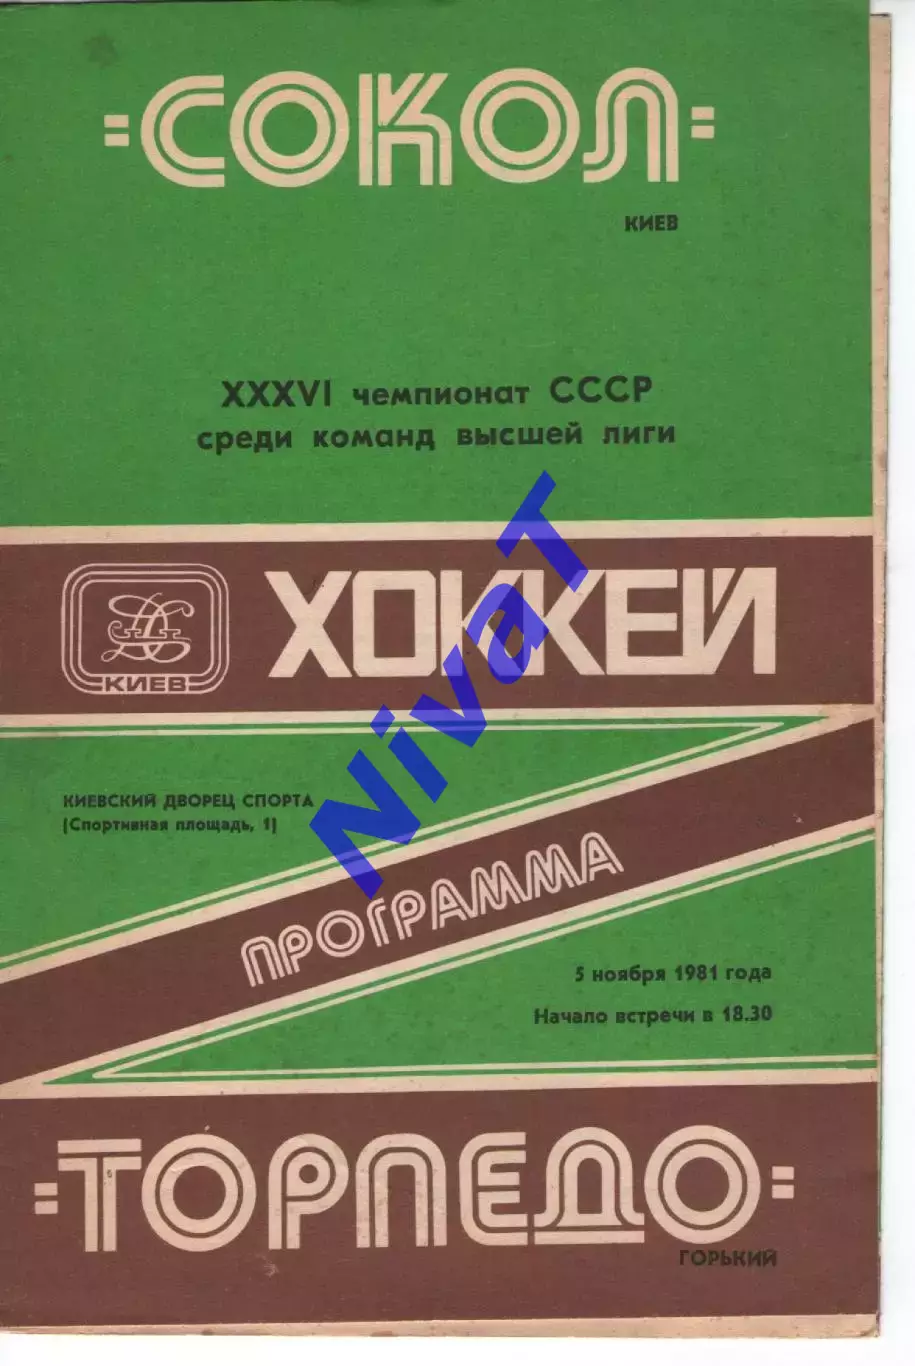 "СОКОЛ"
КИЕВ
XXXVI чемпионат СССР
среди команд высшей лиги
КИЕВ
ХОККЕЙ
КИЕВСКИЙ ДВОРЕЦ СПОРТА
(Спортивная площадь, 1)
ПРОГРАММА
5 ноября 1981 года
Начало встречи в 18.30
"ТОРПЕДО"
ГОРЬКИЙ
NivaT